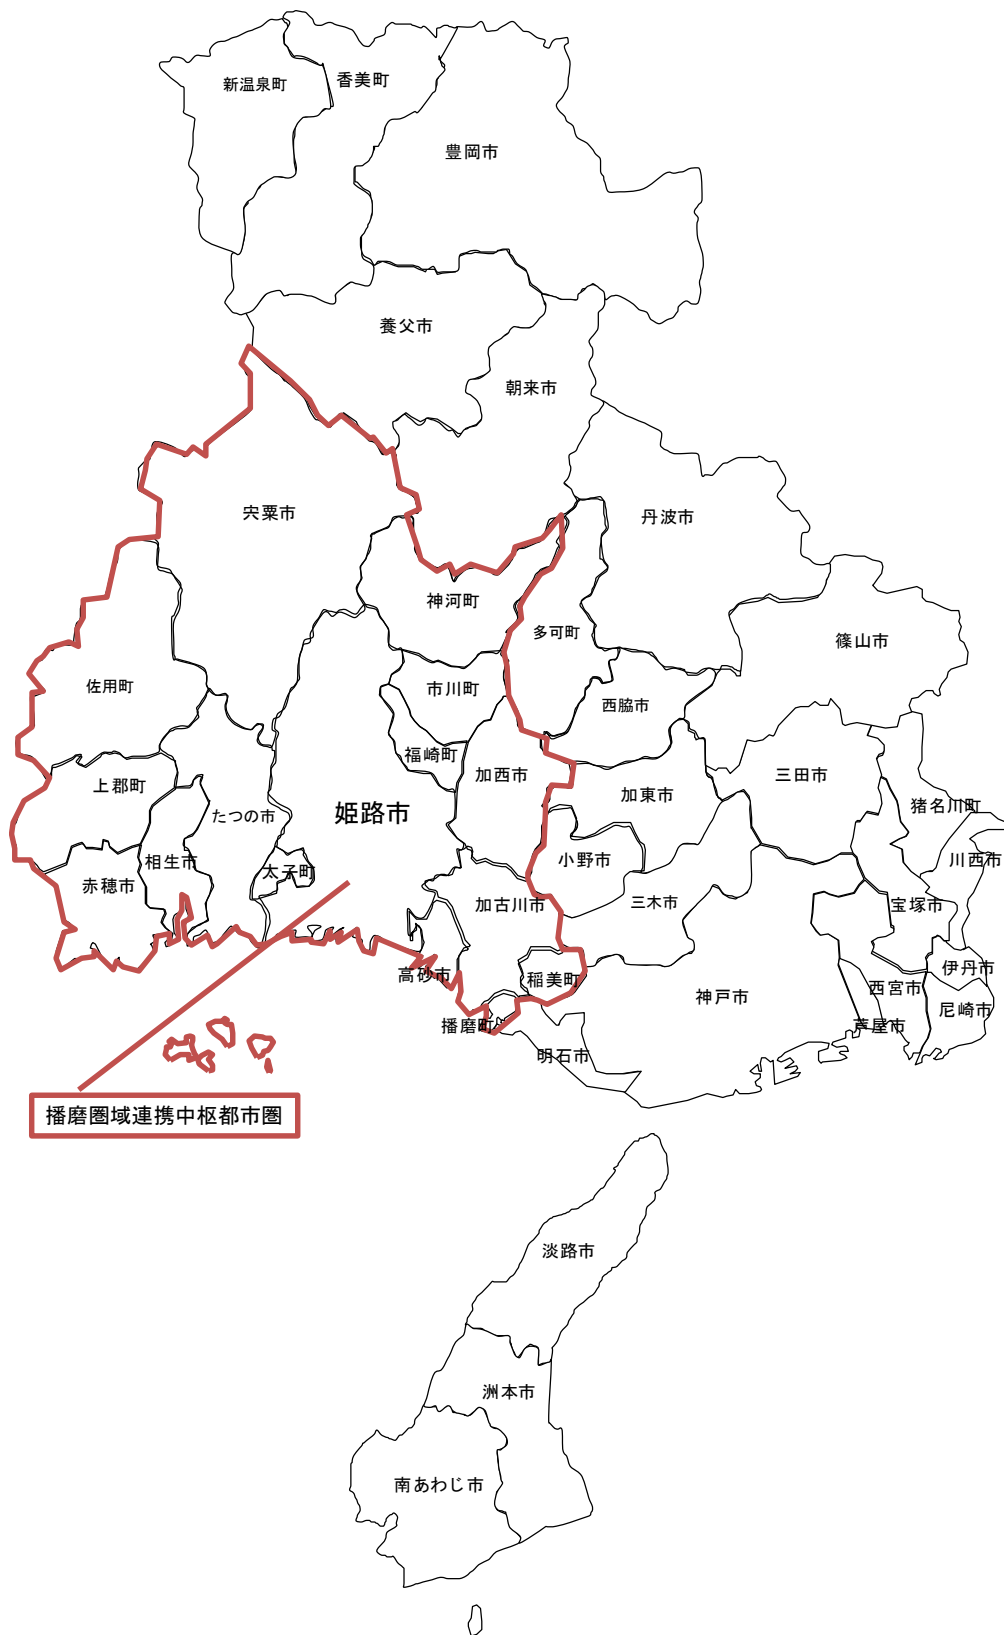 新温泉町
香美町
豊岡市
養父市
朝来市
宍粟市
丹波市
神河町
多可町
篠山市
佐用町
市川町
西脇市
福崎町
加西市
三田市
上郡町
加東市
猪名川町
たつの市
姫路市
相生市
太子町
小野市
川西市
赤穂市
加古川市
三木市
宝塚市
高砂市
稲美町
伊丹市
西宮市
神戸市
尼崎市
播磨町
芦屋市
明石市
播磨圏域連携中枢都市圏
淡路市
洲本市
南あわじ市